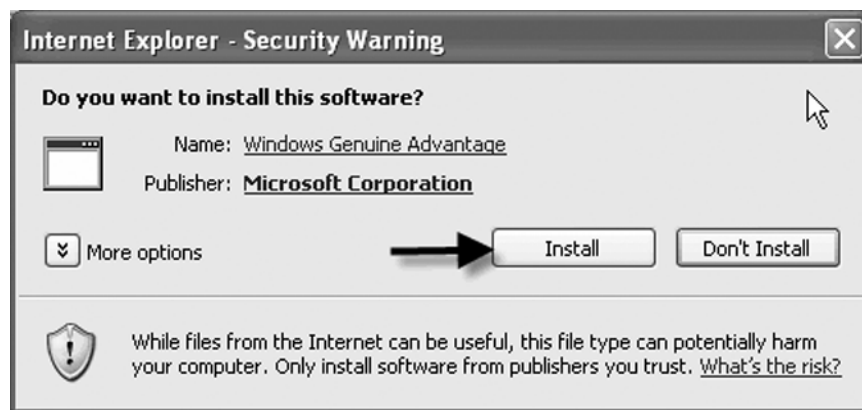 Internet Explorer - Security Warning
Do you want to install this software?
Name: Windows Genuine Advantage
Publisher: Microsoft Corporation
More options Install Don't Install
While files from the Internet can be useful, this file type can potentially harm
your computer. Only install software from publishers you trust. What's the risk?